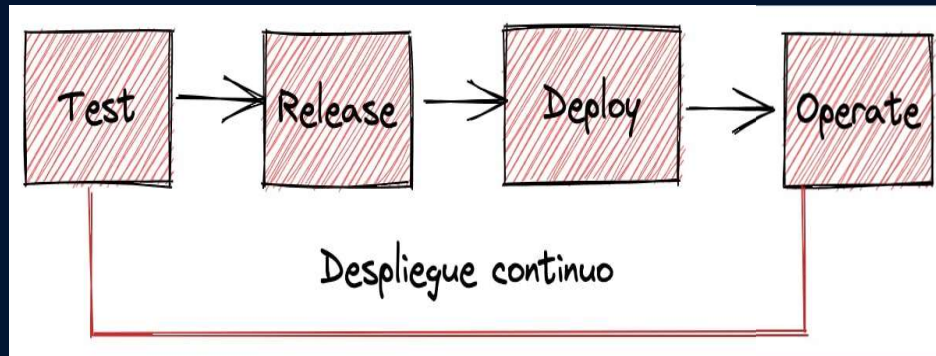 Test
Release
Deploy
Operate
Despliegue continuo